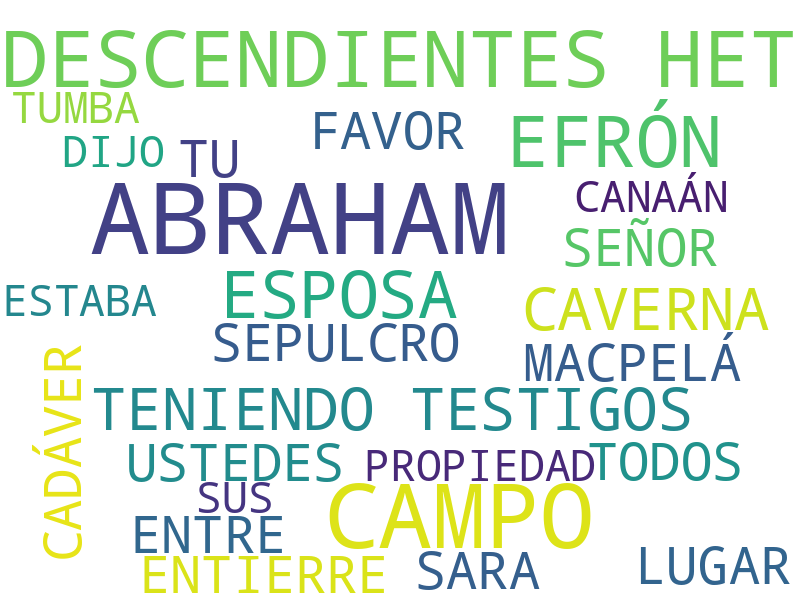 DESCENDIENTES HET
TUMBA
FAVOR
EFRÓN
DIJO
TU
ABRAHAM
CANAÁN
SEÑOR
ESTABA
ESPOSA
CAVERNA
SEPULCRO
MACPELÁ
CADÁVER
TENIENDO TESTIGOS
USTEDES
PROPIEDAD
TODOS
SUS
CAMPO
ENTRE
ENTIERRE
SARA
LUGAR